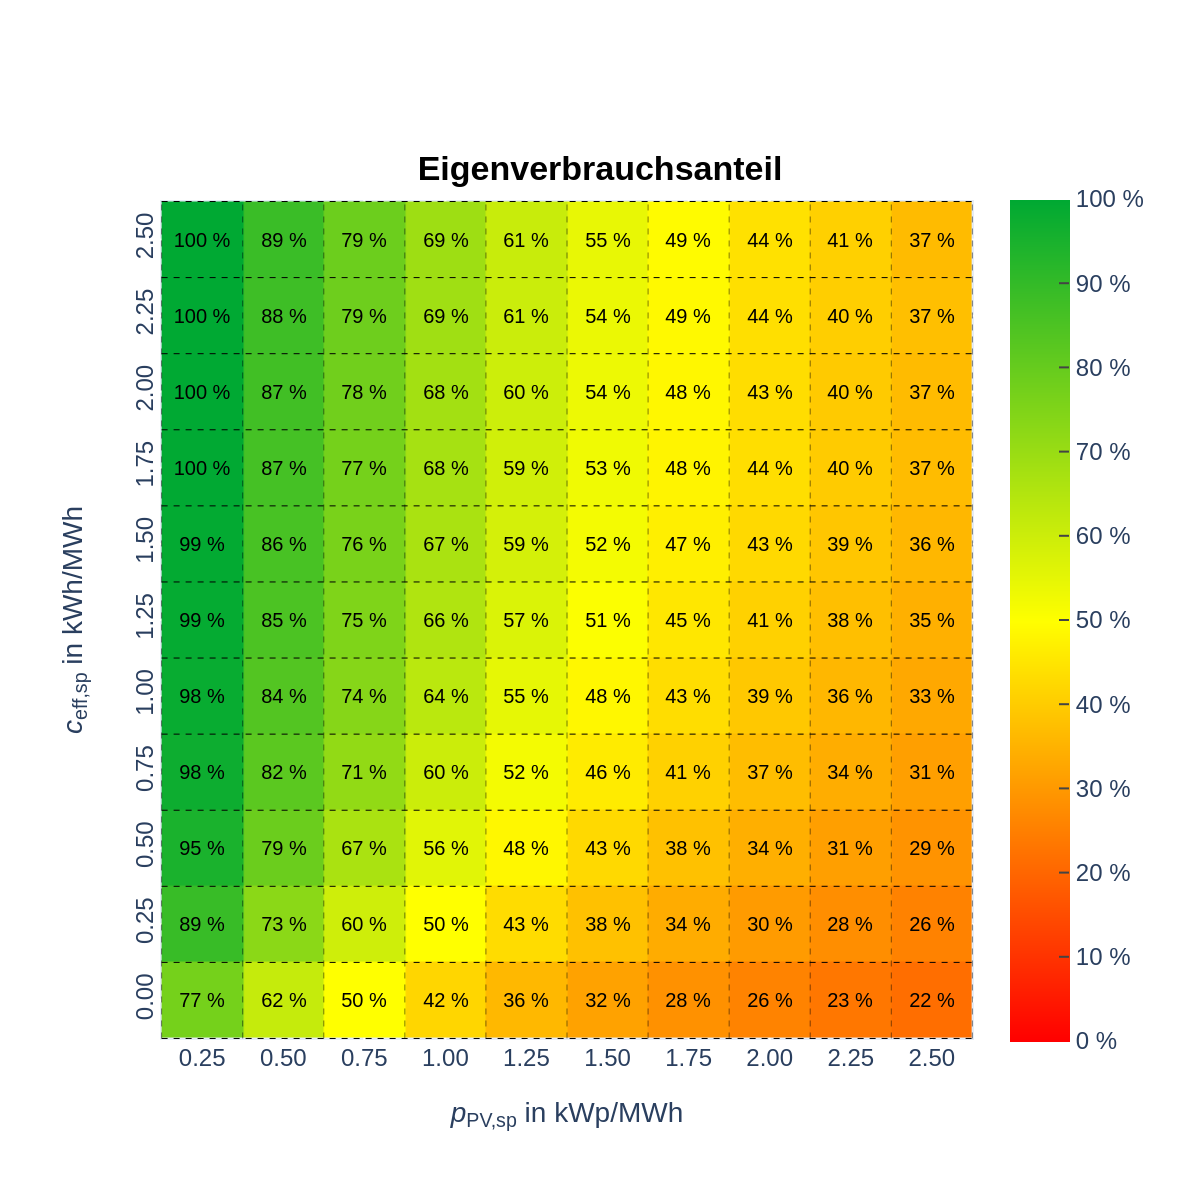 Eigenverbrauchsanteil
2.50 100 % 89 % 79 % 69 % 61 % 55 % 49 % 44 % 41 % 37 %
2.25 100 % 88 % 79 % 69 % 61 % 54 % 49 % 44 % 40 % 37 %
2.00 100 % 87 % 78 % 68 % 60 % 54 % 48 % 43 % 40 % 37 %
1.75 100 % 87 % 77 % 68 % 59 % 53 % 48 % 44 % 40 % 37 %
1.50 99 % 86 % 76 % 67 % 59 % 52 % 47 % 43 % 39 % 36 %
1.25 99 % 85 % 75 % 66 % 57 % 51 % 45 % 41 % 38 % 35 %
1.00 98 % 84 % 74 % 64 % 55 % 48 % 43 % 39 % 36 % 33 %
0.75 98 % 82 % 71 % 60 % 52 % 46 % 41 % 37 % 34 % 31 %
0.50 95 % 79 % 67 % 56 % 48 % 43 % 38 % 34 % 31 % 29 %
0.25 89 % 73 % 60 % 50 % 43 % 38 % 34 % 30 % 28 % 26 %
0.00 77 % 62 % 50 % 42 % 36 % 32 % 28 % 26 % 23 % 22 %
0.25 0.50 0.75 1.00 1.25 1.50 1.75 2.00 2.25 2.50
pPV,sp in kWp/MWh
ceff,sp in kWh/MWh
100 %
90 %
80 %
70 %
60 %
50 %
40 %
30 %
20 %
10 %
0 %